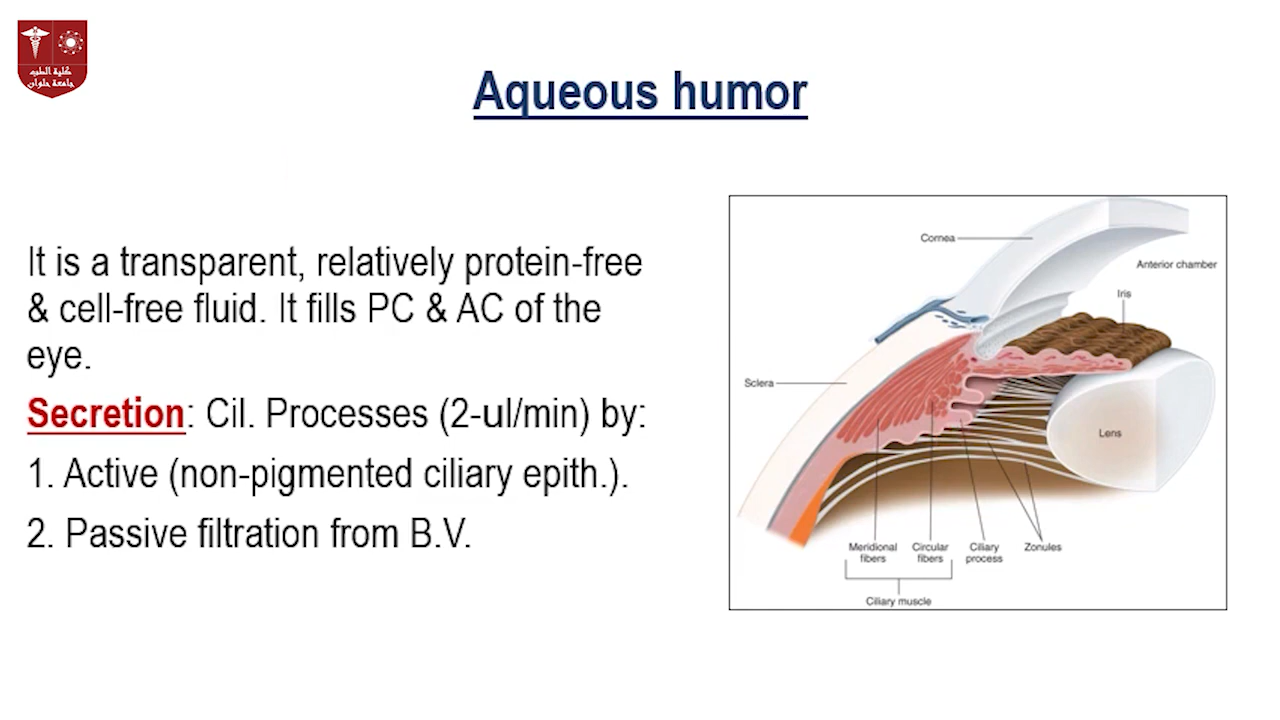 كلية الطب
جامعة حلوان
Aqueous humor
It is a transparent, relatively protein-free
& cell-free fluid. It fills PC & AC of the
eye.
Secretion: Cil. Processes (2-ul/min) by:
1. Active (non-pigmented ciliary epith.).
2. Passive filtration from B.V.
Cornea
Anterior chamber
Iris
Sclera
Lens
Meridional
fibers
Circular
fibers
Ciliary
process
Zonules
Ciliary muscle